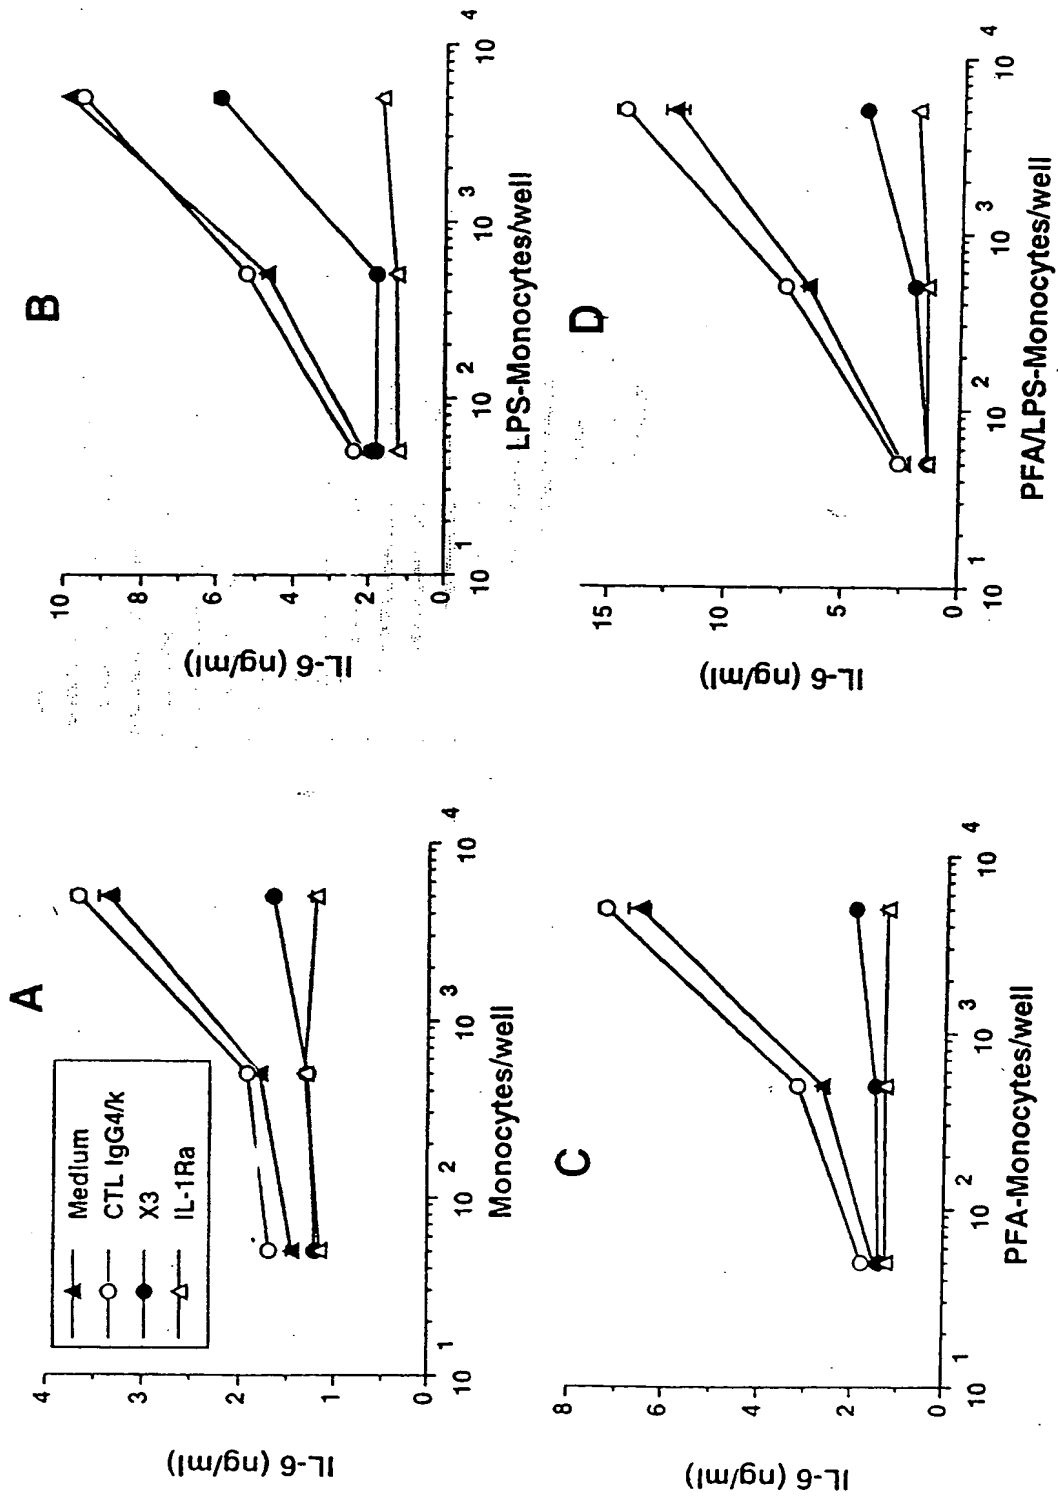 A
Medium
CTL IgG4/k
X3
IL-1Ra
IL-6 (ng/ml)
4
3
2
1
0
10 1
10 2
10 3
10 4
Monocytes/well
B
IL-6 (ng/ml)
10
8
6
4
2
0
10 1
10 2
10 3
10 4
LPS-Monocytes/well
C
IL-6 (ng/ml)
8
6
4
2
0
10 1
10 2
10 3
10 4
PFA-Monocytes/well
D
IL-6 (ng/ml)
15
10
5
0
10 1
10 2
10 3
10 4
PFA/LPS-Monocytes/well